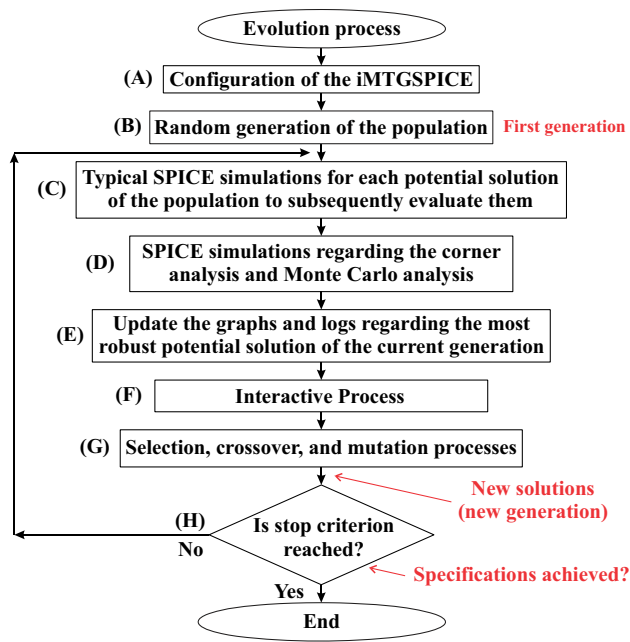 Evolution process
(A)
Configuration of the iMTGSPICE
(B)
Random generation of the population
First generation
(C)
Typical SPICE simulations for each potential solution
of the population to subsequently evaluate them
(D)
SPICE simulations regarding the corner
analysis and Monte Carlo analysis
(E)
Update the graphs and logs regarding the most
robust potential solution of the current generation
(F)
Interactive Process
(G)
Selection, crossover, and mutation processes
New solutions
(new generation)
(H)
No
Is stop criterion
reached?
Specifications achieved?
Yes
End